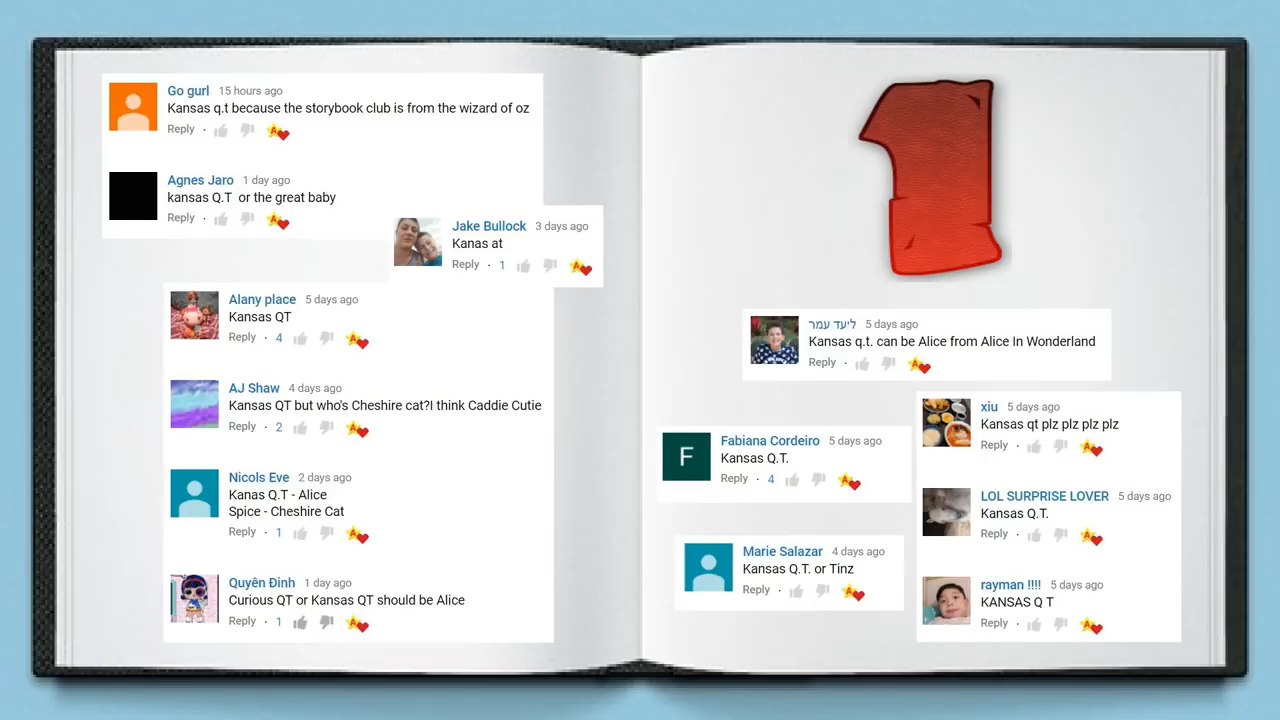 Go gurl 15 hours ago
Kansas q.t because the storybook club is from the wizard of oz
Reply
Agnes Jaro 1 day ago
kansas Q.T or the great baby
Reply
Jake Bullock 3 days ago
Kanas at
Reply · 1
Alany place 5 days ago
Kansas QT
Reply · 4
AJ Shaw 4 days ago
Kansas QT but who's Cheshire cat?I think Caddie Cutie
Reply · 2
Nicols Eve 2 days ago
Kanas Q.T - Alice
Spice - Cheshire Cat
Reply · 1
Quyên Đinh 1 day ago
Curious QT or Kansas QT should be Alice
Reply · 1
1
ליעד עמר 5 days ago
Kansas q.t. can be Alice from Alice In Wonderland
Reply ·
Fabiana Cordeiro 5 days ago
F
Kansas Q.T.
Reply · 4
Marie Salazar 4 days ago
Kansas Q.T. or Tinz
Reply ·
xiu 5 days ago
Kansas qt plz plz plz plz
Reply ·
LOL SURPRISE LOVER 5 days ago
Kansas Q.T.
Reply ·
rayman !!!! 5 days ago
KANSAS Q T
Reply ·